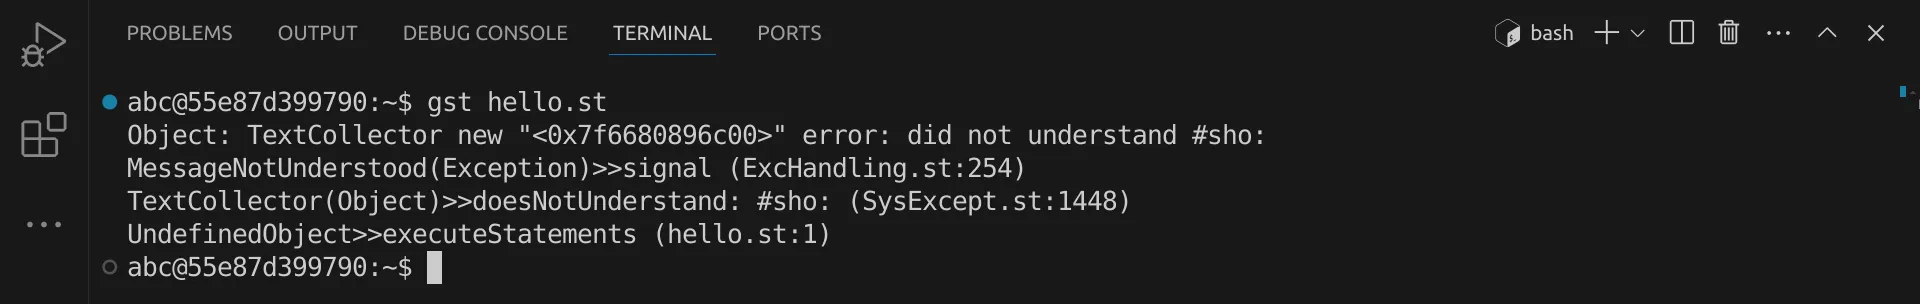 PROBLEMS OUTPUT DEBUG CONSOLE TERMINAL PORTS bash
abc@55e87d399790:~$ gst hello.st
Object: TextCollector new "<0x7f6680896c00>" error: did not understand #sho:
MessageNotUnderstood(Exception)>>signal (ExcHandling.st:254)
TextCollector(Object)>>doesNotUnderstand: #sho: (SysExcept.st:1448)
UndefinedObject>>executeStatements (hello.st:1)
abc@55e87d399790:~$